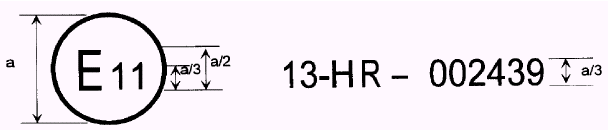 a E11 a/3 a/2 13-HR – 002439 a/3